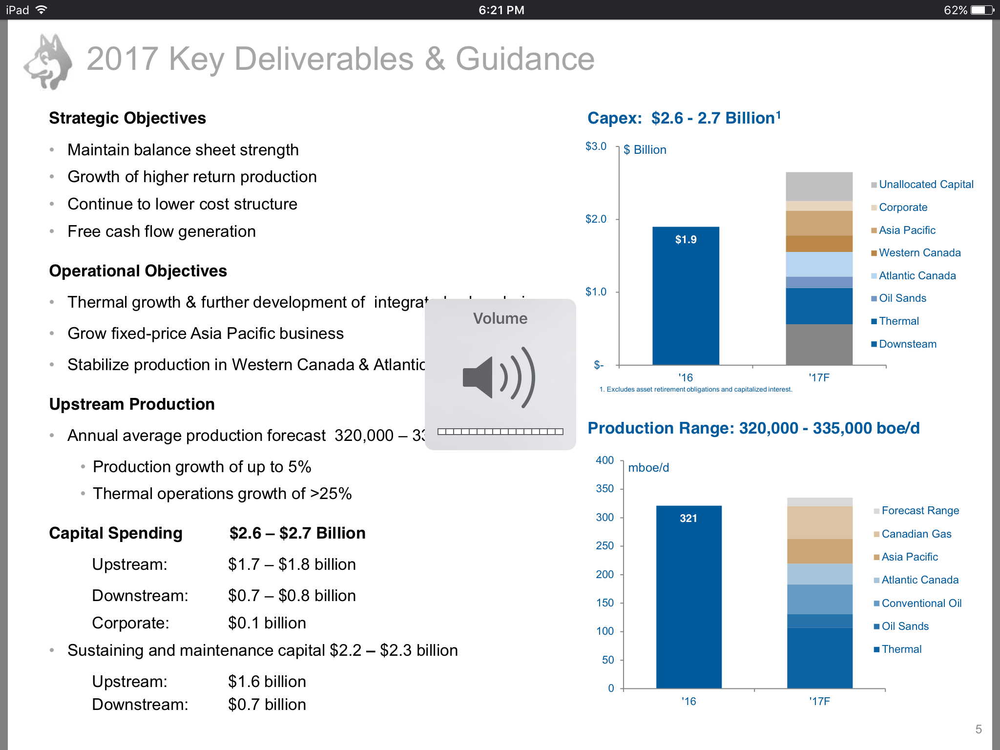 iPad
6:21 PM
62%
2017 Key Deliverables & Guidance
Strategic Objectives
• Maintain balance sheet strength
• Growth of higher return production
• Continue to lower cost structure
• Free cash flow generation
Operational Objectives
• Thermal growth & further development of
• Grow fixed-price Asia Pacific business
• Stabilize production in Western Canada & Atlantic
Upstream Production
• Annual average production forecast 320,000 –
• Production growth of up to 5%
• Thermal operations growth of >25%
Capital Spending $2.6 – $2.7 Billion
Upstream: $1.7 – $1.8 billion
Downstream: $0.7 – $0.8 billion
Corporate: $0.1 billion
• Sustaining and maintenance capital $2.2 – $2.3 billion
Upstream: $1.6 billion
Downstream: $0.7 billion
Volume
Capex: $2.6 - 2.7 Billion¹
$ Billion
$3.0
$2.0
$1.0
$-
$1.9
'16
'17F
Unallocated Capital
Corporate
Asia Pacific
Western Canada
Atlantic Canada
Oil Sands
Thermal
Downsteam
1. Excludes asset retirement obligations and capitalized interest.
Production Range: 320,000 - 335,000 boe/d
mboe/d
400
350
300
250
200
150
100
50
0
321
'16
'17F
Forecast Range
Canadian Gas
Asia Pacific
Atlantic Canada
Conventional Oil
Oil Sands
Thermal
5